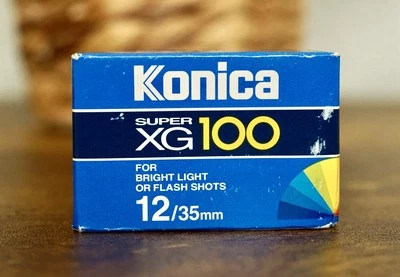 Konica
SUPER
XG 100
FOR
BRIGHT LIGHT
OR FLASH SHOTS
12/35mm